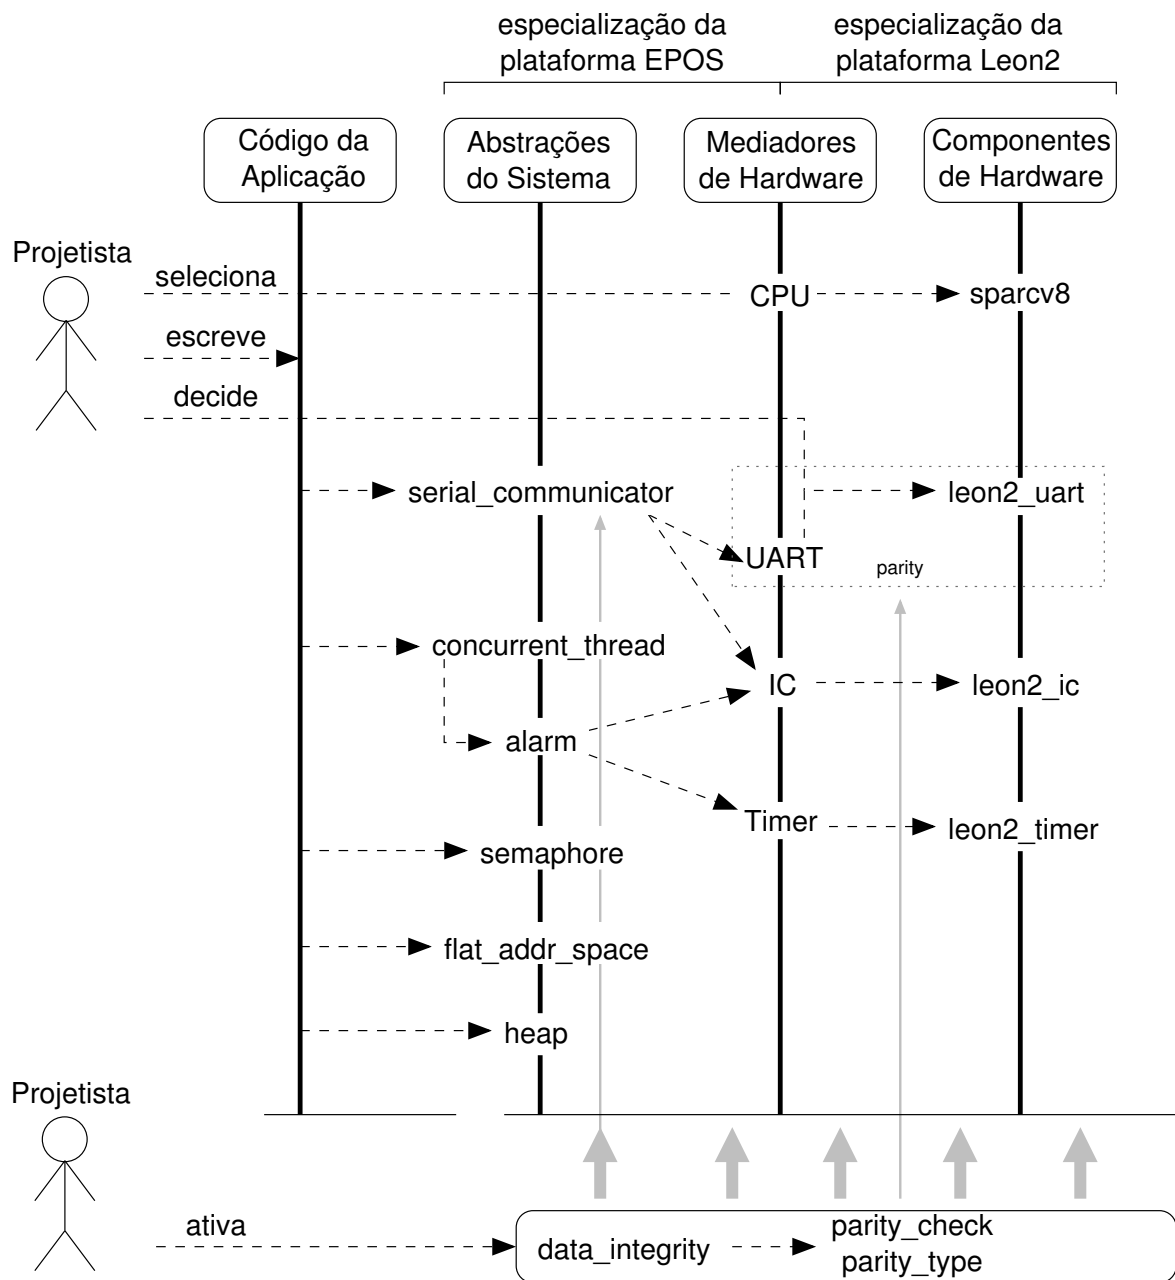 especialização da
plataforma EPOS
especialização da
plataforma Leon2
Código da
Aplicação
Abstrações
do Sistema
Mediadores
de Hardware
Componentes
de Hardware
Projetista
seleciona
CPU
sparcv8
escreve
decide
serial_communicator
leon2_uart
UART
parity
concurrent_thread
IC
leon2_ic
alarm
Timer
leon2_timer
semaphore
flat_addr_space
heap
Projetista
ativa
data_integrity
parity_check
parity_type